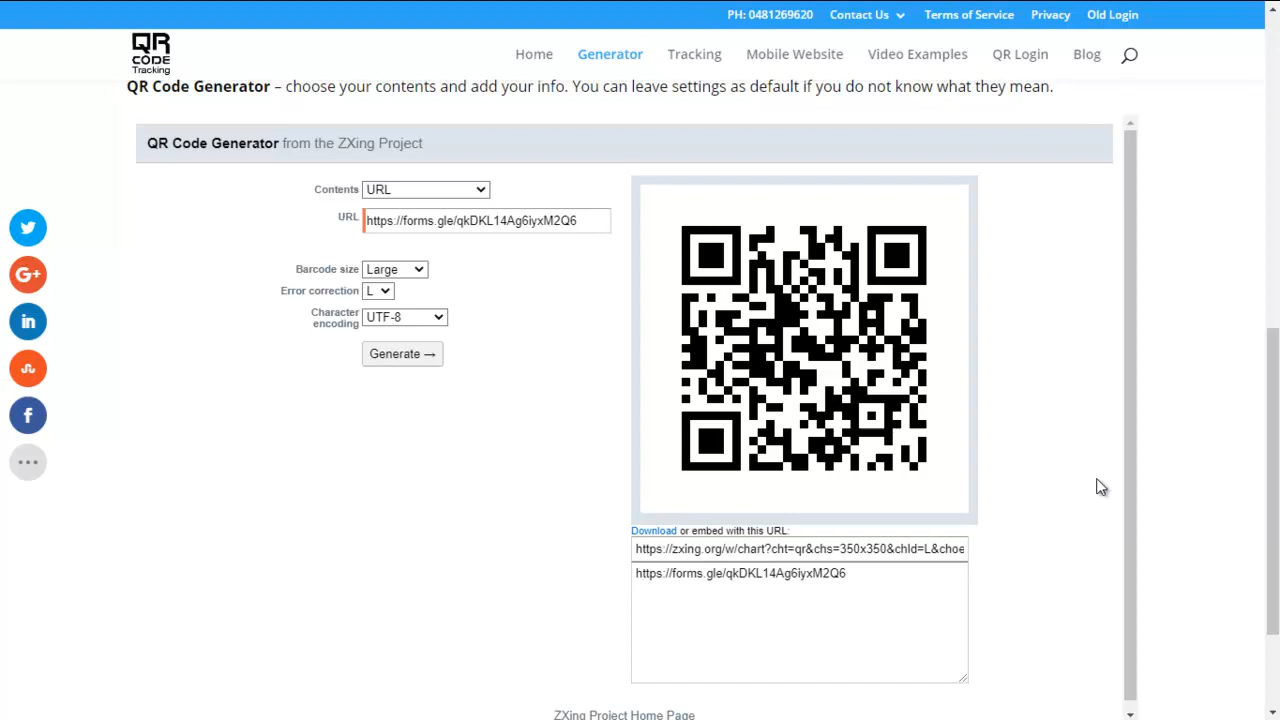 PH: 0481269620 Contact Us Terms of Service Privacy Old Login
QR
CODE
Tracking
Home Generator Tracking Mobile Website Video Examples QR Login Blog
QR Code Generator – choose your contents and add your info. You can leave settings as default if you do not know what they mean.
QR Code Generator from the ZXing Project
Contents URL
URL https://forms.gle/qkDKL14Ag6iyxM2Q6
Barcode size Large
Error correction L
Character
encoding UTF-8
Generate →
Download or embed with this URL:
https://zxing.org/w/chart?cht=qr&chs=350x350&chld=L&choe
https://forms.gle/qkDKL14Ag6iyxM2Q6
ZXing Project Home Page
G+
in
f